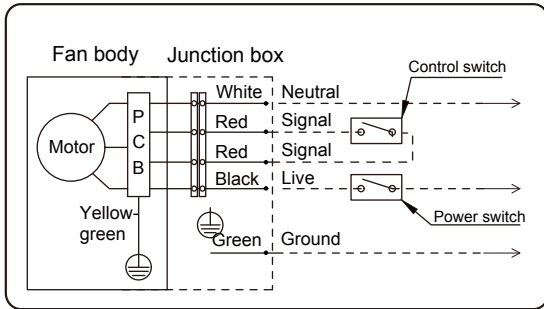 Fan body
Junction box
Control switch
White
Neutral
Red
Signal
P
C
B
Motor
Red
Signal
Black
Live
Yellow-
green
Power switch
Green
Ground